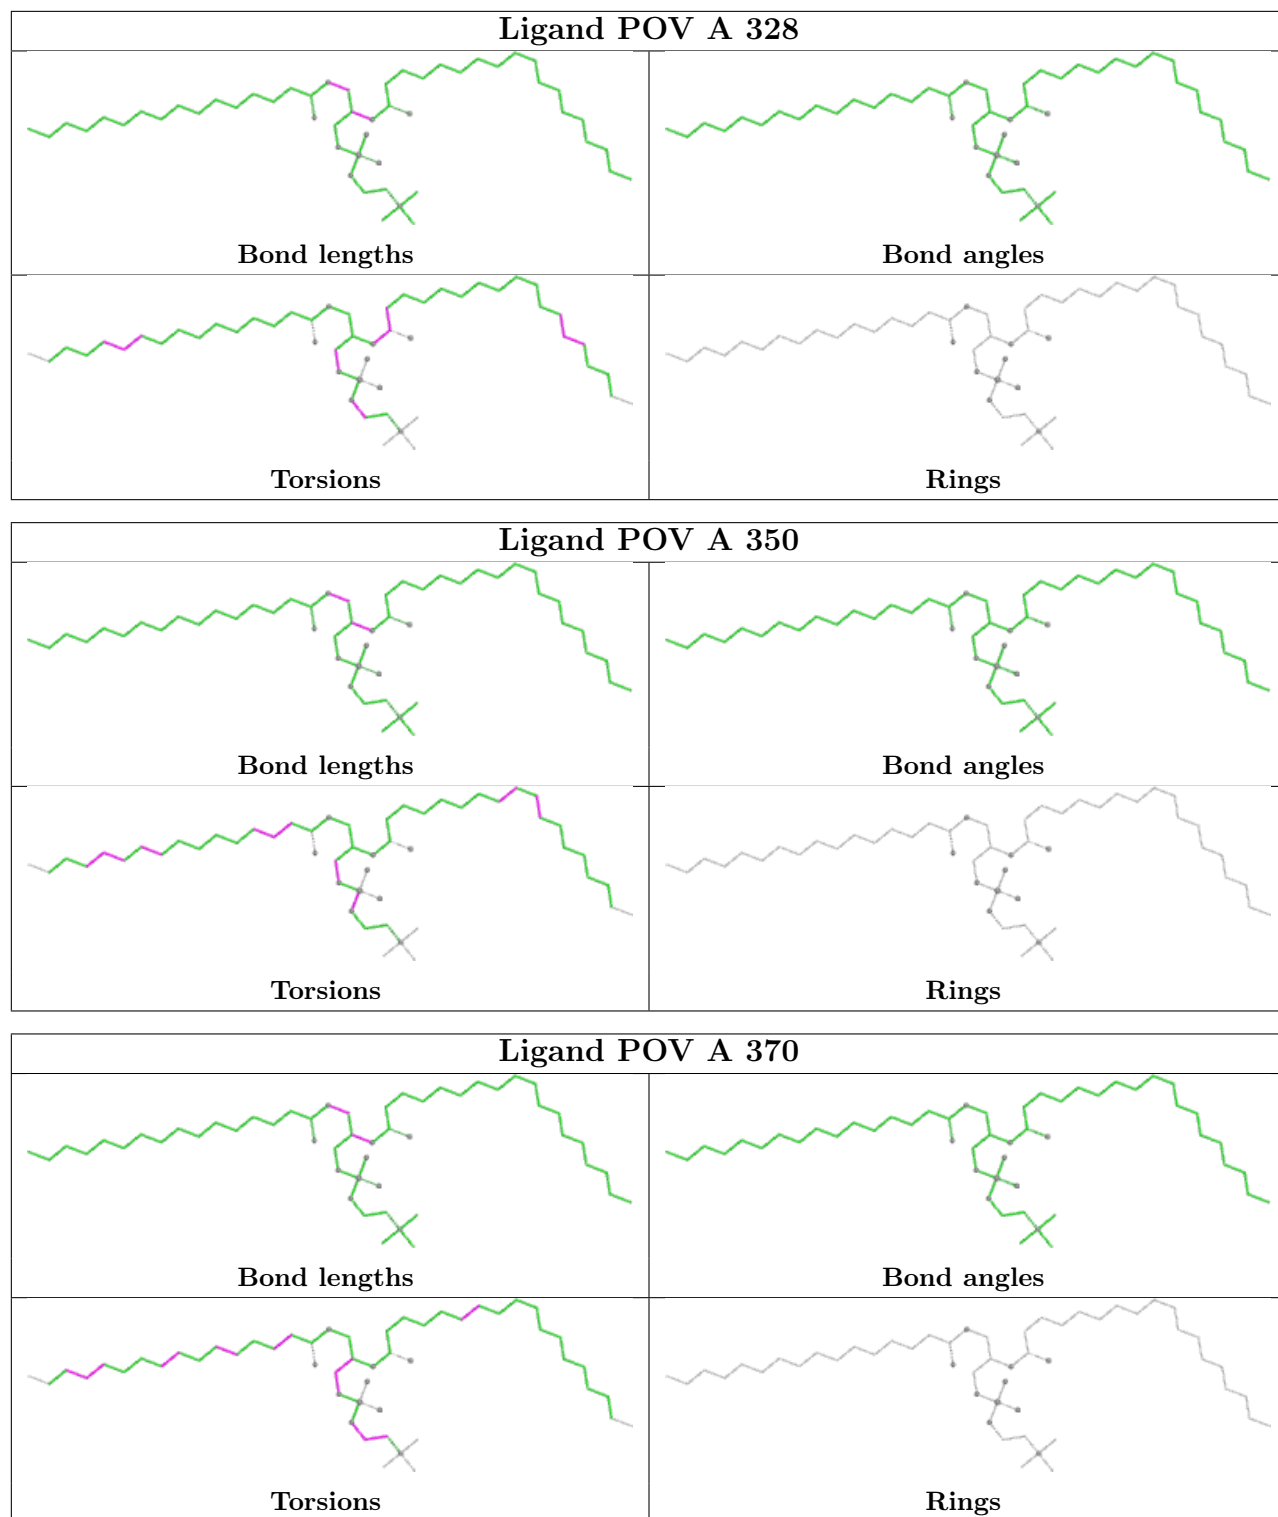 Ligand POV A 328
Bond lengths
Bond angles
Torsions
Rings
Ligand POV A 350
Bond lengths
Bond angles
Torsions
Rings
Ligand POV A 370
Bond lengths
Bond angles
Torsions
Rings